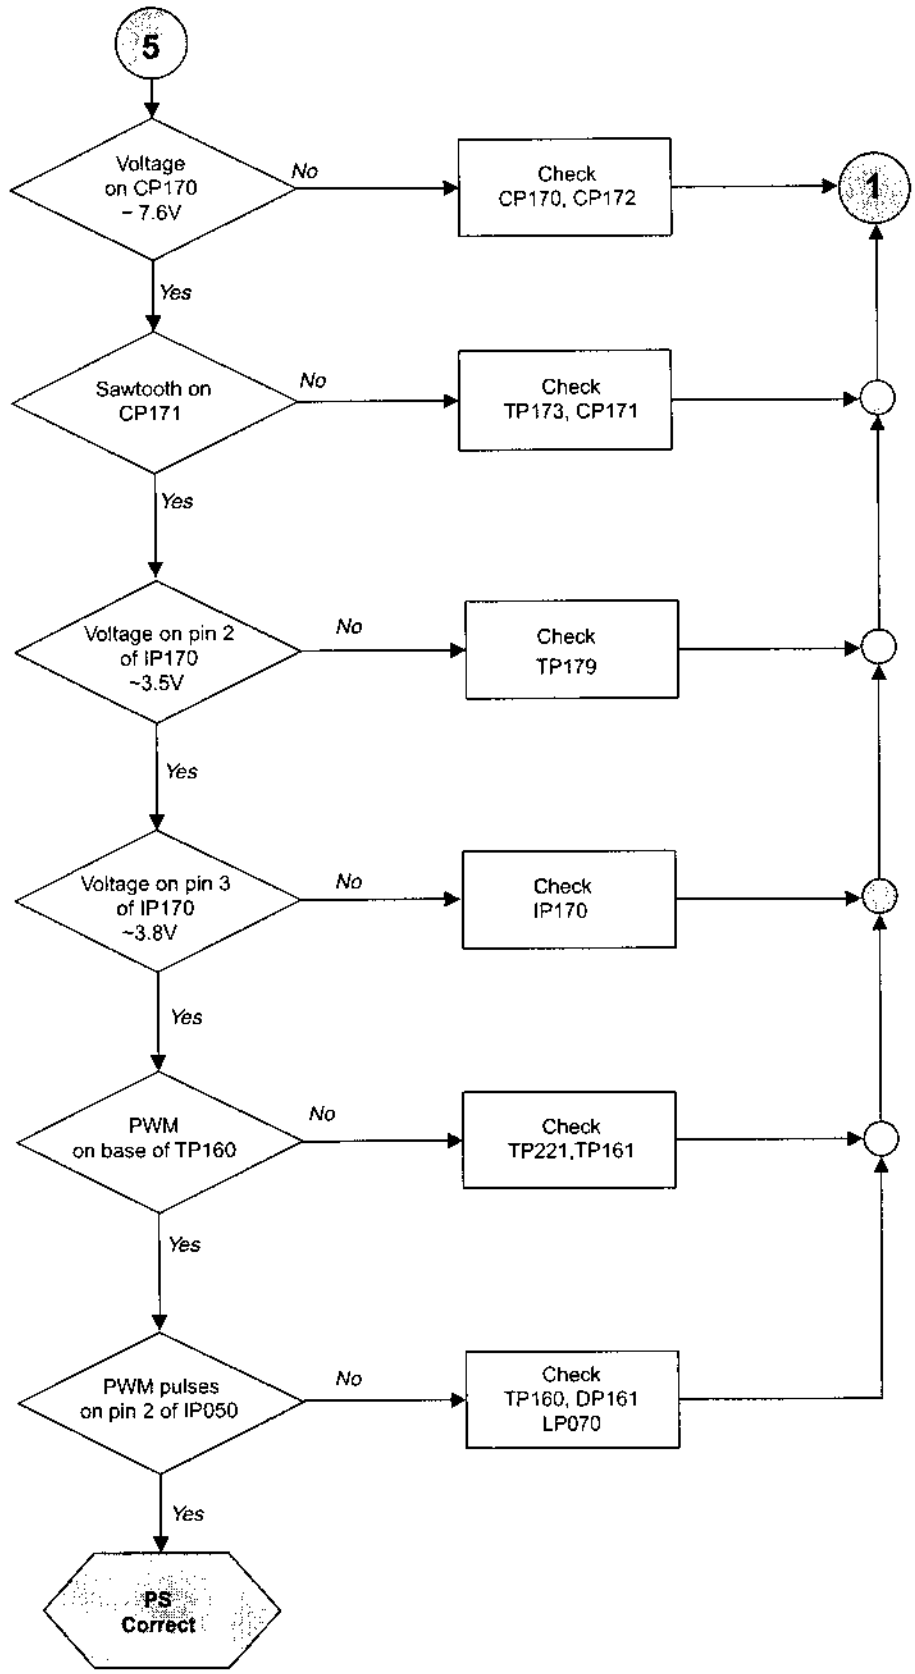 5
Voltage
on CP170
~ 7.6V
No
Check
CP170, CP172
1
Yes
Sawtooth on
CP171
No
Check
TP173, CP171
Yes
Voltage on pin 2
of IP170
~3.5V
No
Check
TP179
Yes
Voltage on pin 3
of IP170
~3.8V
No
Check
IP170
Yes
PWM
on base of TP160
No
Check
TP221,TP161
Yes
PWM pulses
on pin 2 of IP050
No
Check
TP160, DP161
LP070
Yes
PS
Correct